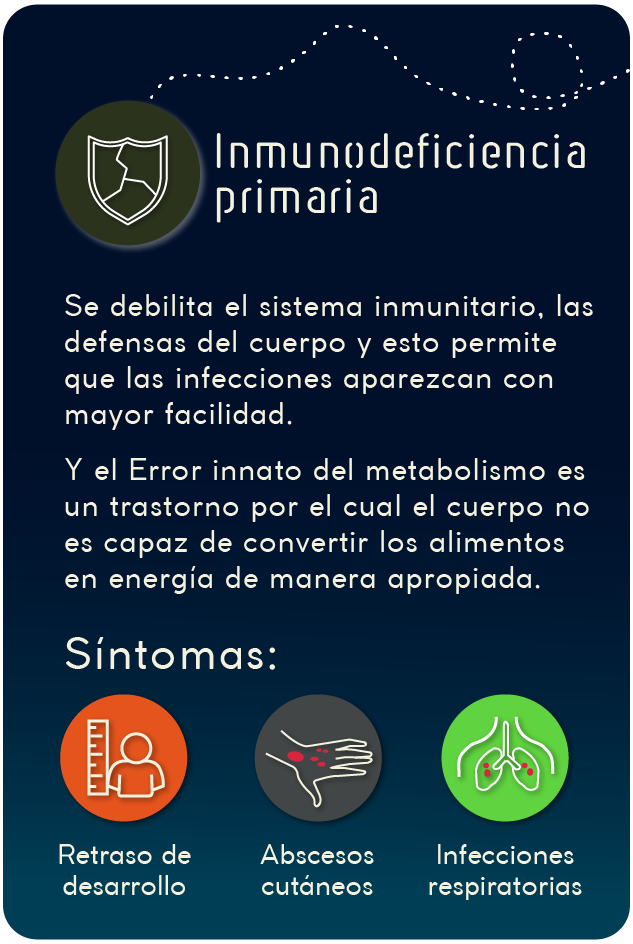 Inmunodeficiencia
primaria
Se debilita el sistema inmunitario, las
defensas del cuerpo y esto permite
que las infecciones aparezcan con
mayor facilidad.
Y el Error innato del metabolismo es
un trastorno por el cual el cuerpo no
es capaz de convertir los alimentos
en energía de manera apropiada.
Síntomas:
Retraso de
desarrollo
Abscesos
cutáneos
Infecciones
respiratorias